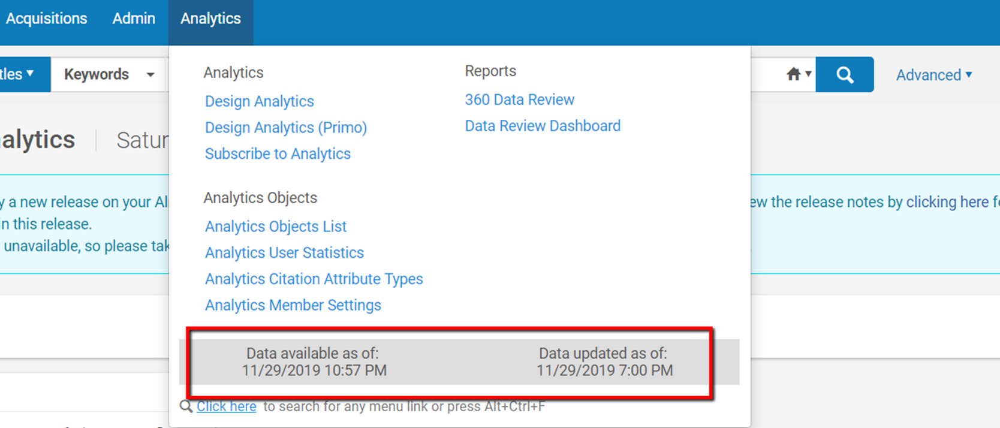 Acquisitions Admin Analytics
Keywords
Advanced
Analytics
Design Analytics
Design Analytics (Primo)
Subscribe to Analytics
Reports
360 Data Review
Data Review Dashboard
Analytics Objects
Analytics Objects List
Analytics User Statistics
Analytics Citation Attribute Types
Analytics Member Settings
alytics Satur
y a new release on your Al
ew the release notes by clicking here f
in this release.
unavailable, so please tak
Data available as of:
11/29/2019 10:57 PM
Data updated as of:
11/29/2019 7:00 PM
Click here to search for any menu link or press Alt+Ctrl+F